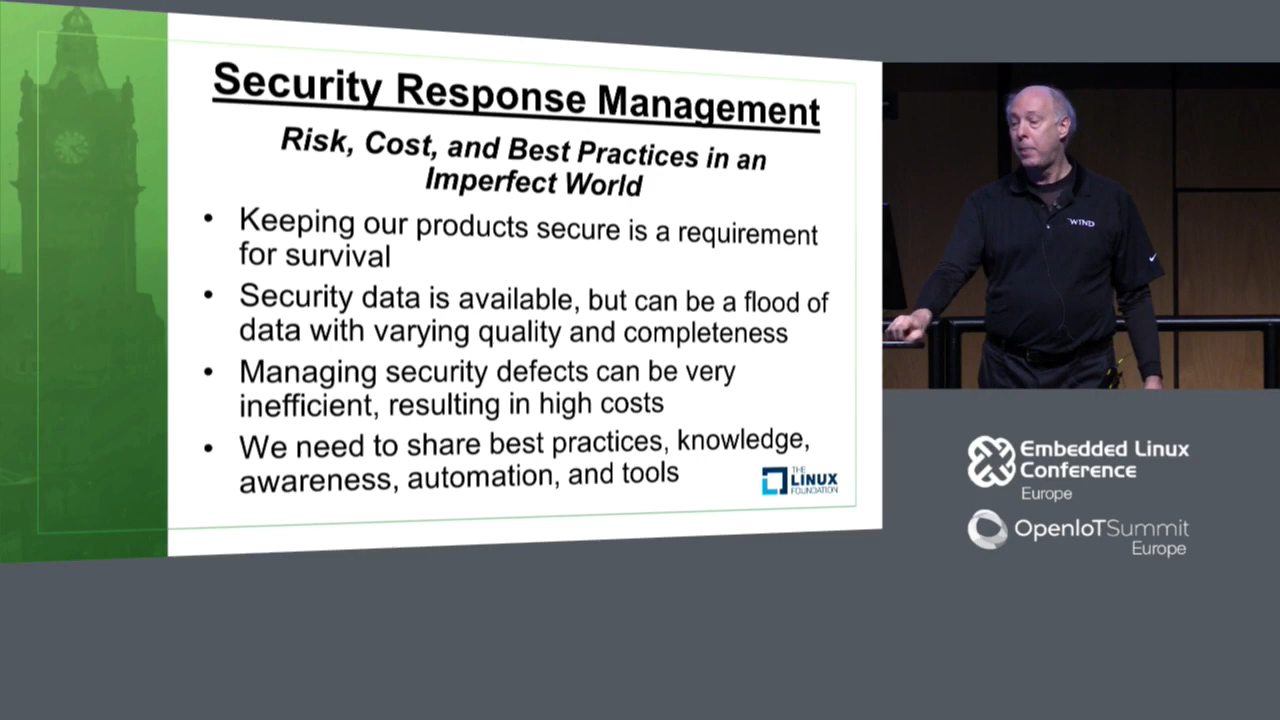 Security Response Management
Risk, Cost, and Best Practices in an
Imperfect World
• Keeping our products secure is a requirement
for survival
• Security data is available, but can be a flood of
data with varying quality and completeness
• Managing security defects can be very
inefficient, resulting in high costs
• We need to share best practices, knowledge,
awareness, automation, and tools
THE
LINUX
FOUNDATION
WIND
Embedded Linux
Conference
Europe
OpenIoTSummit
Europe